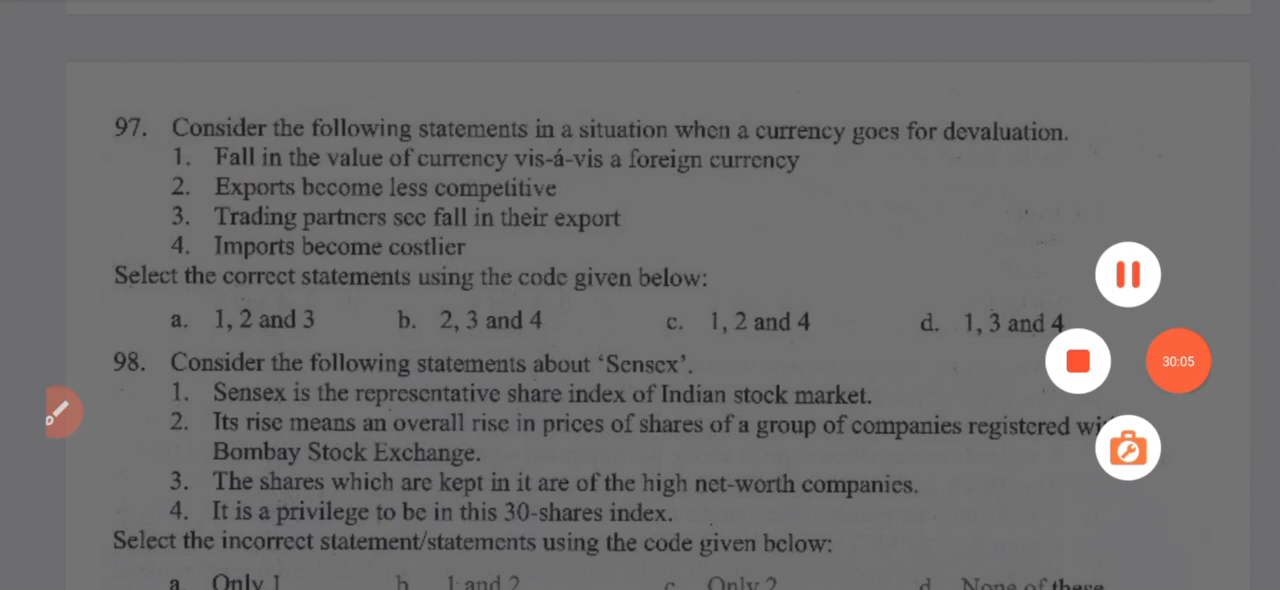 97. Consider the following statements in a situation when a currency goes for devaluation.
1. Fall in the value of currency vis-á-vis a foreign currency
2. Exports become less competitive
3. Trading partners see fall in their export
4. Imports become costlier
Select the correct statements using the code given below:
a. 1, 2 and 3 b. 2, 3 and 4 c. 1, 2 and 4 d. 1, 3 and 4
98. Consider the following statements about ‘Sensex’.
1. Sensex is the representative share index of Indian stock market.
30:05
2. Its rise means an overall rise in prices of shares of a group of companies registered wi
Bombay Stock Exchange.
3. The shares which are kept in it are of the high net-worth companies.
4. It is a privilege to be in this 30-shares index.
Select the incorrect statement/statements using the code given below:
a. Only 1 b. 1 and 2 c. Only 2 d. None of these